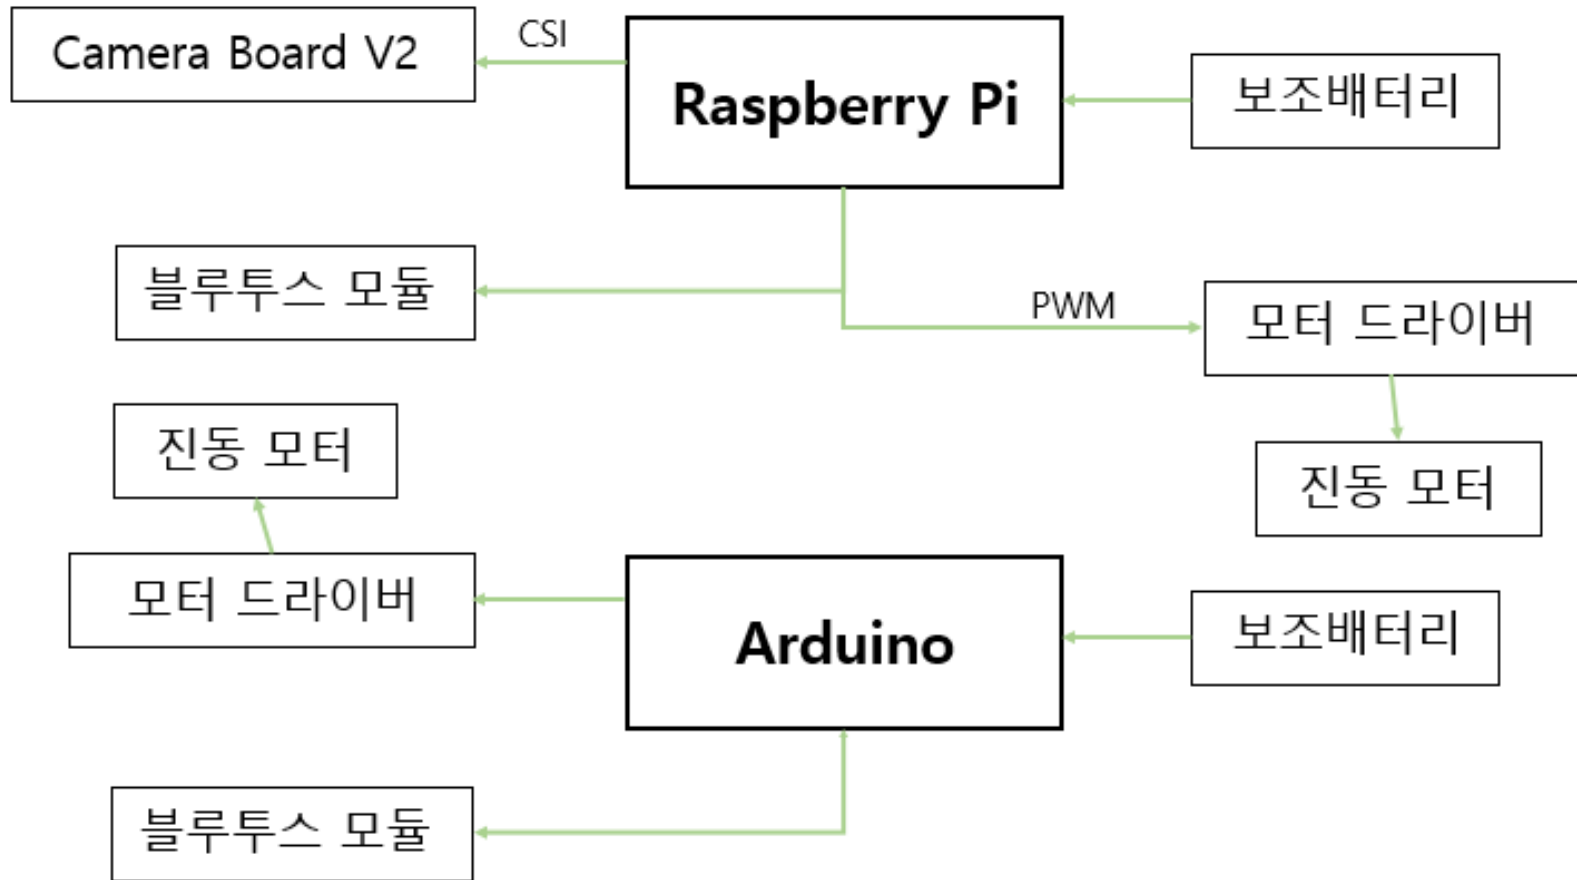 Camera Board V2
CSI
Raspberry Pi
보조배터리
블루투스 모듈
PWM
모터 드라이버
진동 모터
진동 모터
모터 드라이버
Arduino
보조배터리
블루투스 모듈